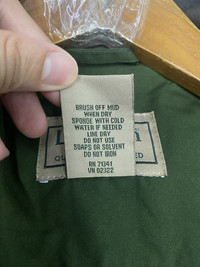 BRUSH OFF MUD
WHEN DRY
SPONGE WITH COLD
WATER IF NEEDED
LINE DRY
DO NOT USE
SOAPS OR SOLVENT
DO NOT IRON
RN 71341
VN 02322